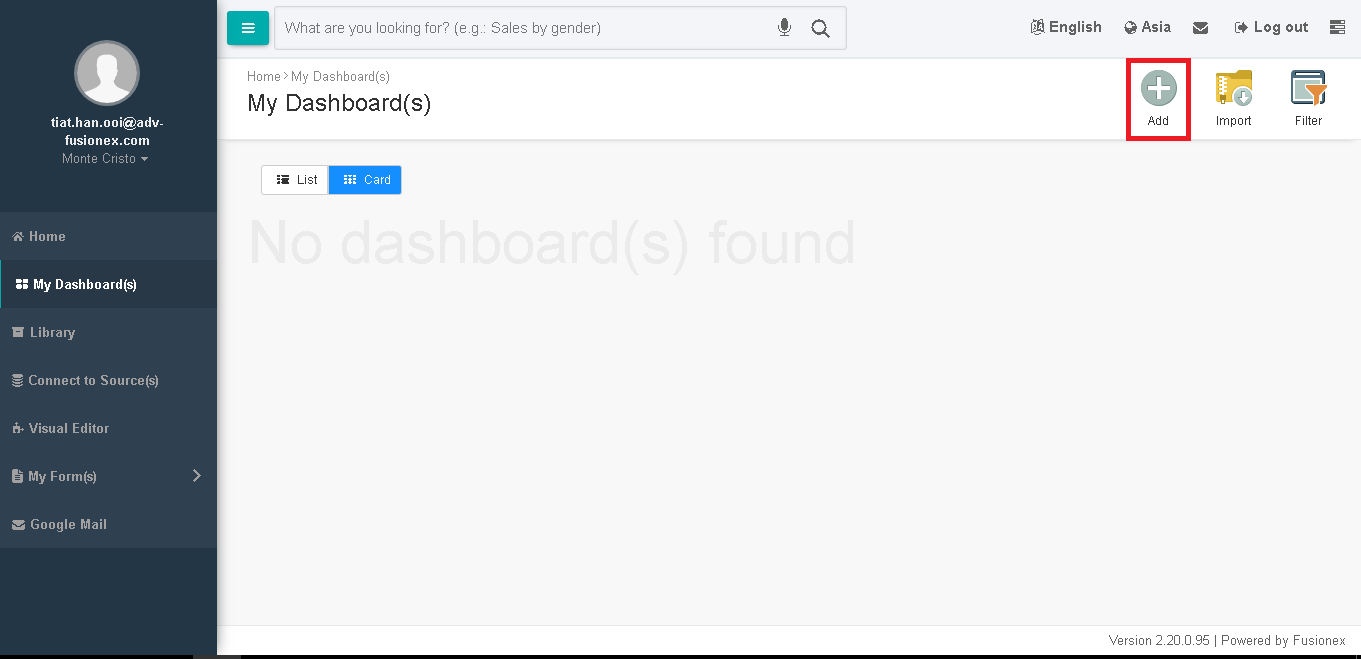 What are you looking for? (e.g.: Sales by gender)
English
Asia
Log out
tiat.han.ooi@adv-
fusionex.com
Monte Cristo
Home
My Dashboard(s)
Library
Connect to Source(s)
Visual Editor
My Form(s)
Google Mail
Home > My Dashboard(s)
My Dashboard(s)
Add
Import
Filter
List
Card
No dashboard(s) found
Version 2.20.0.95 | Powered by Fusionex